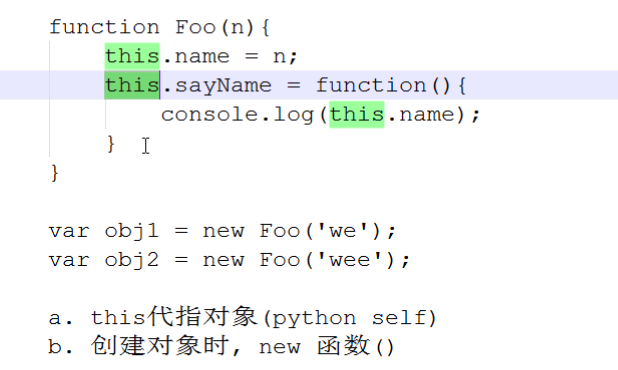 function Foo(n){
    this.name = n;
    this.sayName = function(){
        console.log(this.name);
    }
}
var obj1 = new Foo('we');
var obj2 = new Foo('wee');
a. this代指对象(python self)
b. 创建对象时, new 函数()